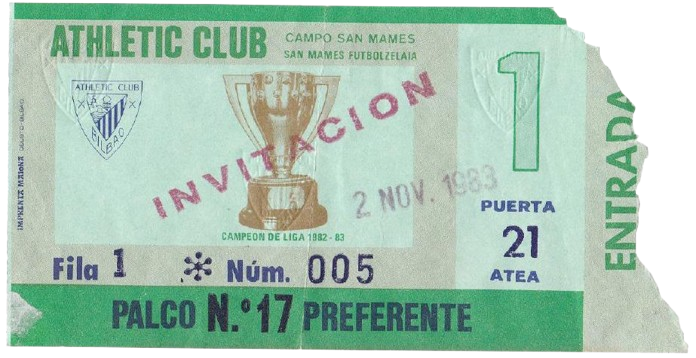 ATHLETIC CLUB
CAMPO SAN MAMES
SAN MAMES FUTBOLZELAIA
ATHLETIC CLUB
BILBAO
INVITACION
2 NOV. 1983
CAMPEON DE LIGA 1982-83
Fila 1 * Núm. 005
PALCO N.º 17 PREFERENTE
1
PUERTA
21
ATEA
ENTRADA